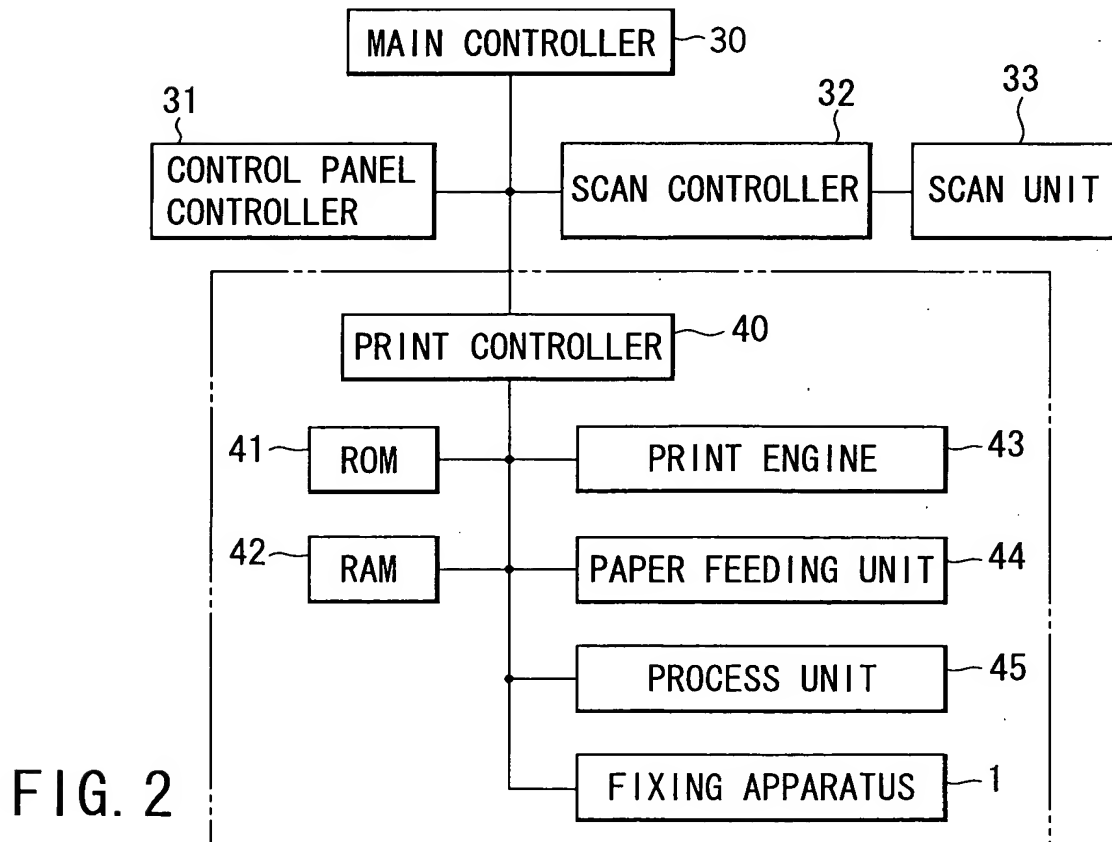 MAIN CONTROLLER 30
31
CONTROL PANEL
CONTROLLER
32
SCAN CONTROLLER
33
SCAN UNIT
PRINT CONTROLLER 40
41 ROM
PRINT ENGINE 43
42 RAM
PAPER FEEDING UNIT 44
PROCESS UNIT 45
FIXING APPARATUS 1
FIG. 2